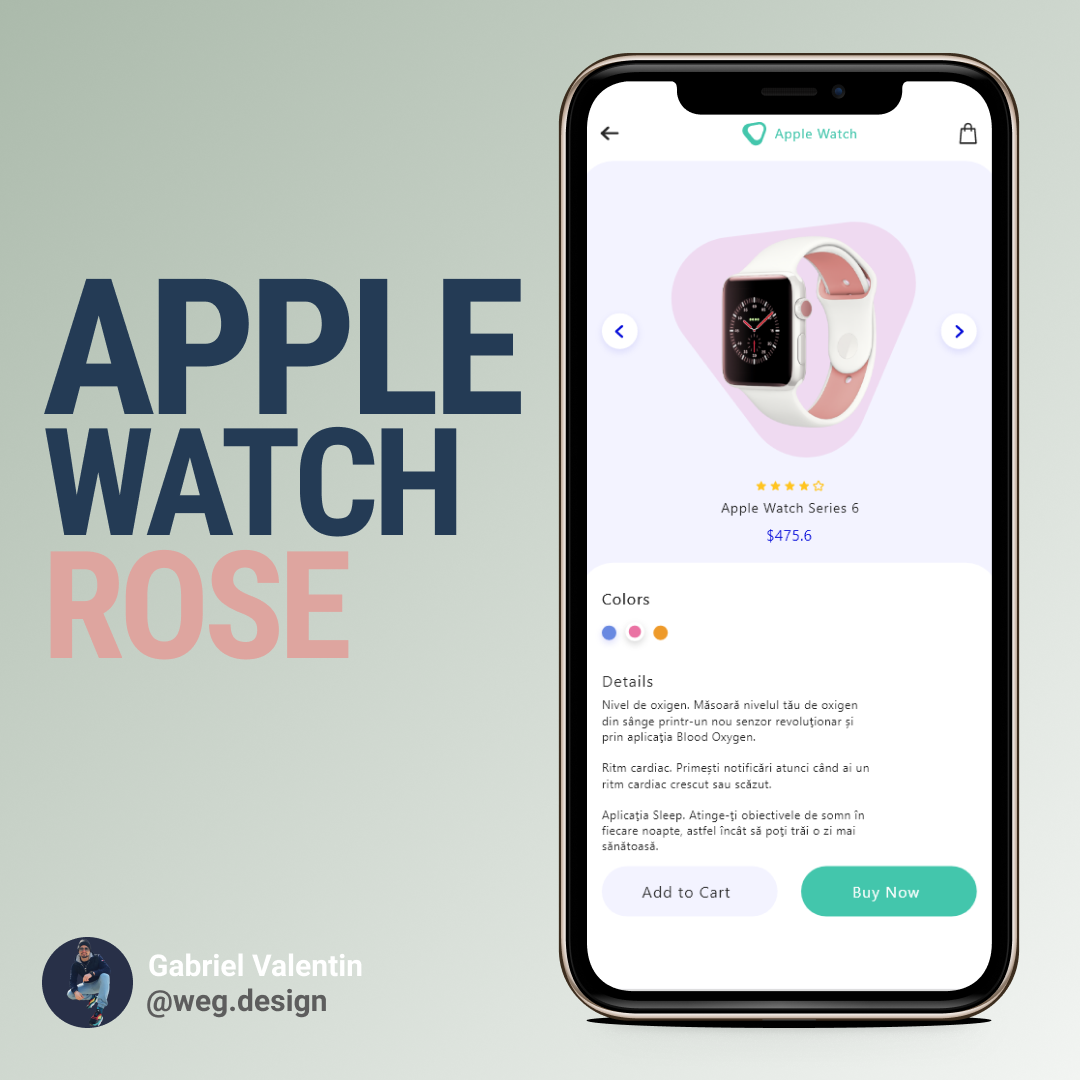 APPLE
WATCH
ROSE
Gabriel Valentin
@weg.design
Apple Watch
Apple Watch Series 6
$475.6
Colors
Details
Nivel de oxigen. Măsoară nivelul tău de oxigen
din sânge printr-un nou senzor revoluţionar și
prin aplicaţia Blood Oxygen.
Ritm cardiac. Primești notificări atunci când ai un
ritm cardiac crescut sau scăzut.
Aplicaţia Sleep. Atinge-ţi obiectivele de somn în
fiecare noapte, astfel încât să poţi trăi o zi mai
sănătoasă.
Add to Cart
Buy Now